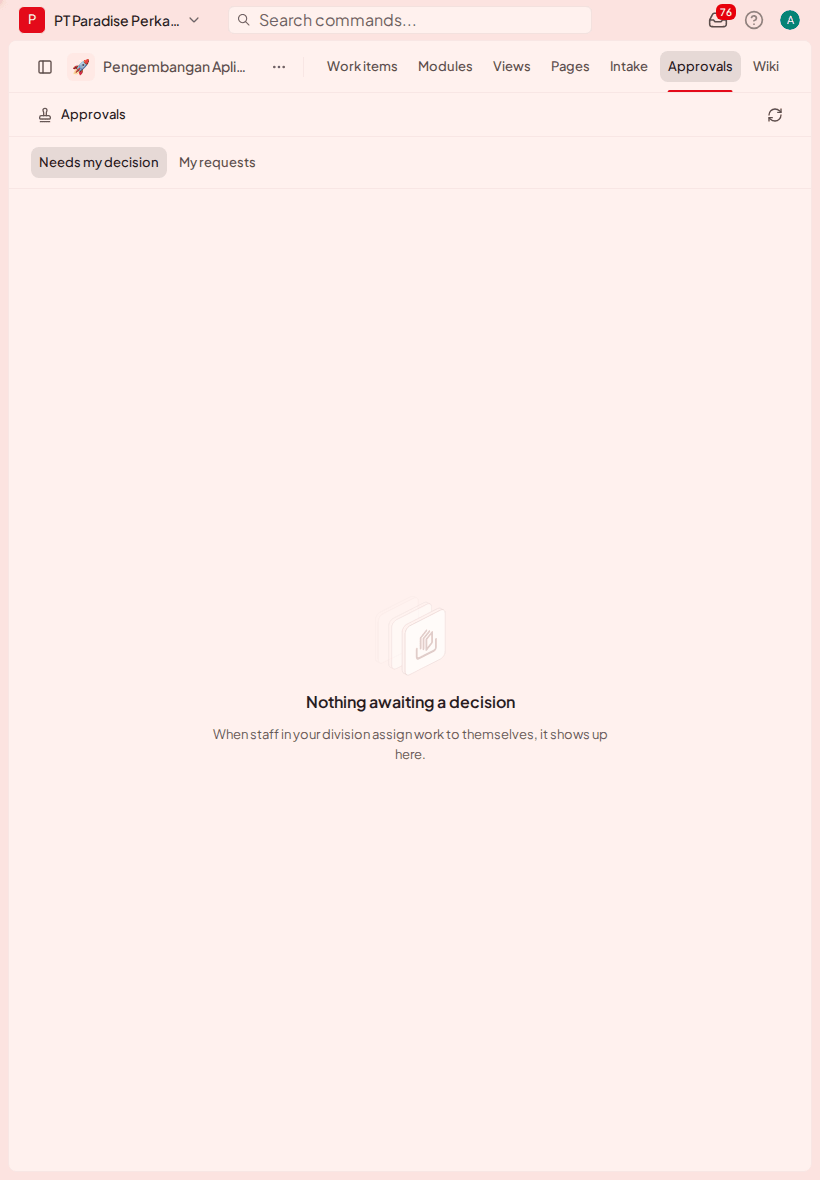 P
PT Paradise Perka...
Search commands...
76
A
Pengembangan Apli...
Work items
Modules
Views
Pages
Intake
Approvals
Wiki
Approvals
Needs my decision
My requests
Nothing awaiting a decision
When staff in your division assign work to themselves, it shows up
here.